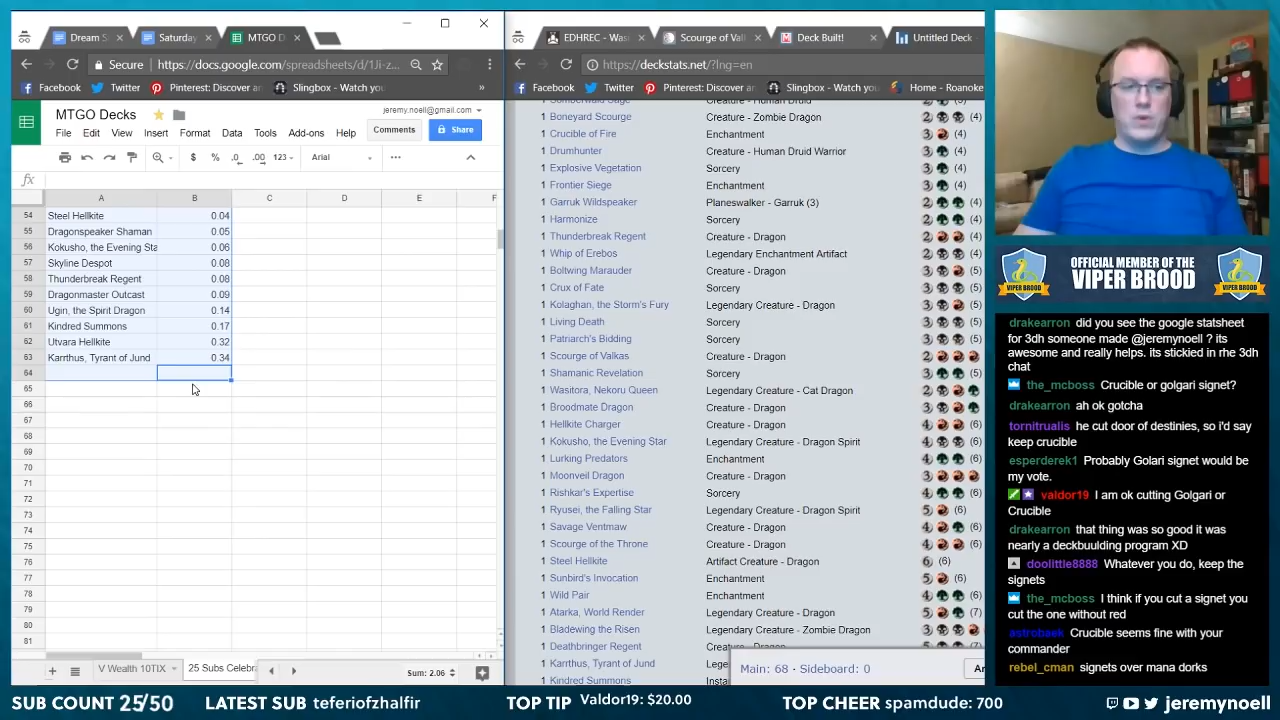 Dream S
Saturday
MTGO D
Secure https://docs.google.com/spreadsheets/d/1Ji-z...
Facebook Twitter Pinterest: Discover an Slingbox - Watch you »
MTGO Decks
jeremy.noell@gmail.com
File Edit View Insert Format Data Tools Add-ons Help
Comments
Share
$ % .0 .00 123 Arial
fx
A B C D E F
54 Steel Hellkite 0.04
55 Dragonspeaker Shaman 0.05
56 Kokusho, the Evening Sta 0.06
57 Skyline Despot 0.08
58 Thunderbreak Regent 0.08
59 Dragonmaster Outcast 0.09
60 Ugin, the Spirit Dragon 0.14
61 Kindred Summons 0.17
62 Utvara Hellkite 0.32
63 Karrthus, Tyrant of Jund 0.34
64
65
66
67
68
69
70
71
72
73
74
75
76
77
78
79
80
81
V Wealth 10TIX
25 Subs Celebr
Sum: 2.06
EDHREC - Wasi
Scourge of Val
Deck Built!
Untitled Deck -
https://deckstats.net/?lng=en
Facebook Twitter Pinterest: Discover an Slingbox - Watch you Home - Roanoke
1 Somberwald Sage Creature - Human Druid
1 Boneyard Scourge Creature - Zombie Dragon (4)
1 Crucible of Fire Enchantment (4)
1 Drumhunter Creature - Human Druid Warrior (4)
1 Explosive Vegetation Sorcery (4)
1 Frontier Siege Enchantment (4)
1 Garruk Wildspeaker Planeswalker - Garruk (3) (4)
1 Harmonize Sorcery (4)
1 Thunderbreak Regent Creature - Dragon (4)
1 Whip of Erebos Legendary Enchantment Artifact (4)
1 Boltwing Marauder Creature - Dragon (5)
1 Crux of Fate Sorcery (5)
1 Kolaghan, the Storm's Fury Legendary Creature - Dragon (5)
1 Living Death Sorcery (5)
1 Patriarch's Bidding Sorcery (5)
1 Scourge of Valkas Creature - Dragon
1 Shamanic Revelation Sorcery (5)
1 Wasitora, Nekoru Queen Legendary Creature - Cat Dragon
1 Broodmate Dragon Creature - Dragon
1 Hellkite Charger Creature - Dragon (6)
1 Kokusho, the Evening Star Legendary Creature - Dragon Spirit (6)
1 Lurking Predators Enchantment (6)
1 Moonveil Dragon Creature - Dragon
1 Rishkar's Expertise Sorcery (6)
1 Ryusei, the Falling Star Legendary Creature - Dragon Spirit (6)
1 Savage Ventmaw Creature - Dragon (6)
1 Scourge of the Throne Creature - Dragon (6)
1 Steel Hellkite Artifact Creature - Dragon 6 (6)
1 Sunbird's Invocation Enchantment (6)
1 Wild Pair Enchantment (6)
1 Atarka, World Render Legendary Creature - Dragon (7)
1 Bladewing the Risen Legendary Creature - Zombie Dragon
1 Deathbringer Regent Creature - Dragon
1 Karrthus, Tyrant of Jund Lege
1 Kindred Summons Insta
Main: 68 • Sideboard: 0
OFFICIAL MEMBER OF THE
VIPER BROOD
drakearron did you see the google statsheet
for 3dh someone made @jeremynoell ? its
awesome and really helps. its stickied in rhe 3dh
chat
the_mcboss Crucible or golgari signet?
drakearron ah ok gotcha
tornitrualis he cut door of destinies, so i'd say
keep crucible
esperderek1 Probably Golari signet would be
my vote.
valdor19 I am ok cutting Golgari or
Crucible
drakearron that thing was so good it was
nearly a deckbuulding program XD
doolittle8888 Whatever you do, keep the
signets
the_mcboss I think if you cut a signet you
cut the one without red
astrobaek Crucible seems fine with your
commander
rebel_cman signets over mana dorks
SUB COUNT 25/50 LATEST SUB teferiofzhalfir TOP TIP Valdor19: $20.00 TOP CHEER spamdude: 700 jeremynoell